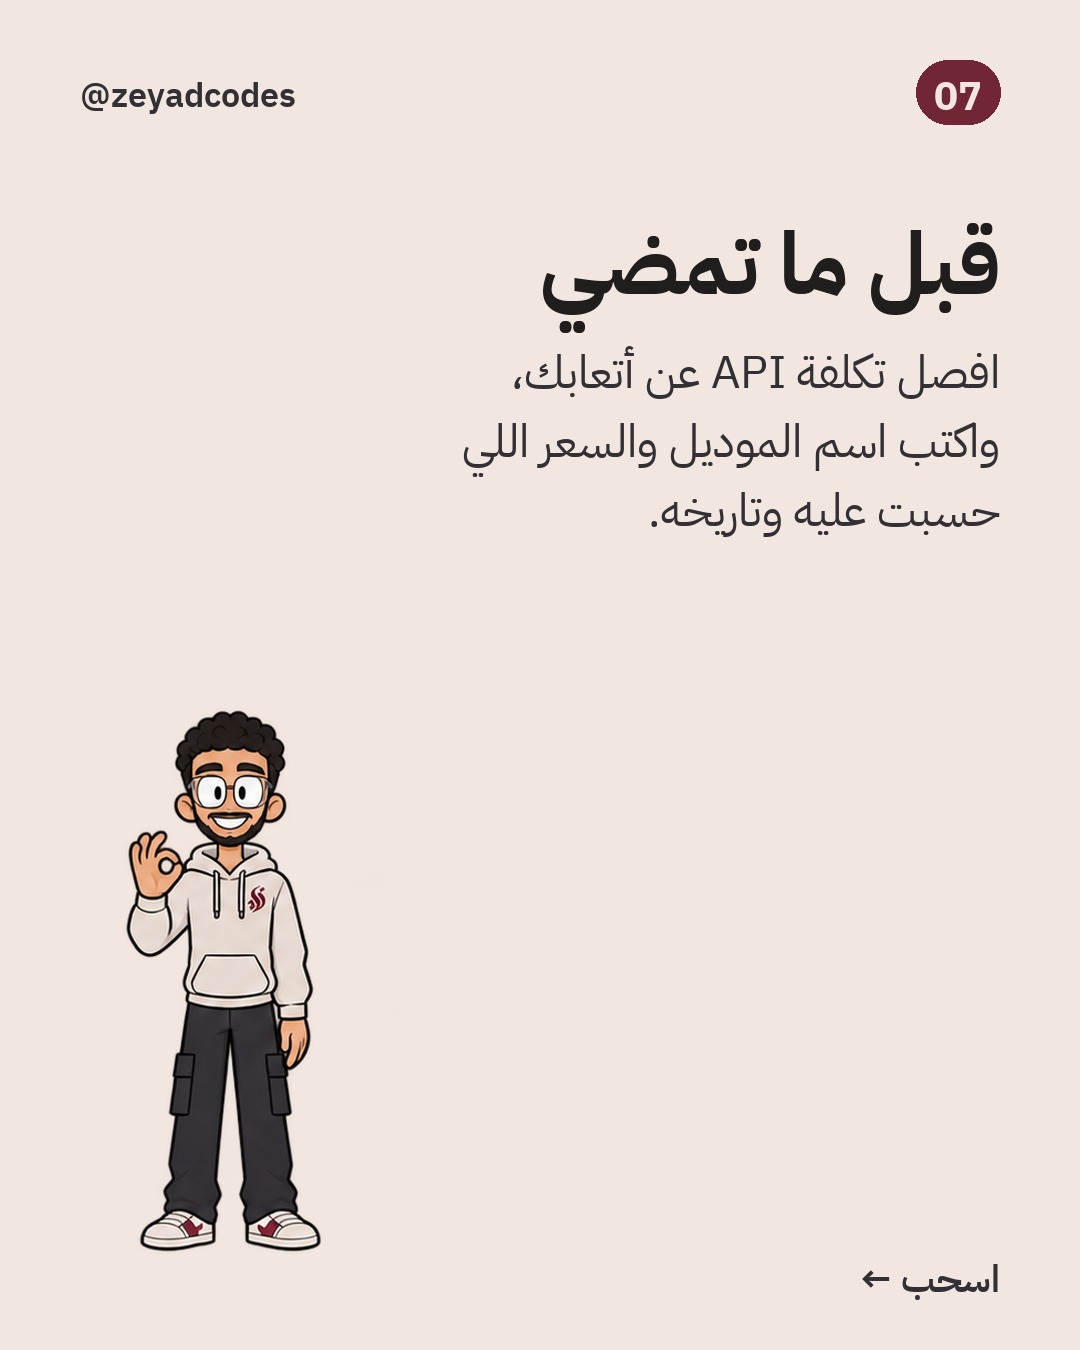 @zeyadcodes
07
قبل ما تمضي
افصل تكلفة API عن أتعابك،
واكتب اسم الموديل والسعر اللي
حسبت عليه وتاريخه.
اسحب ←